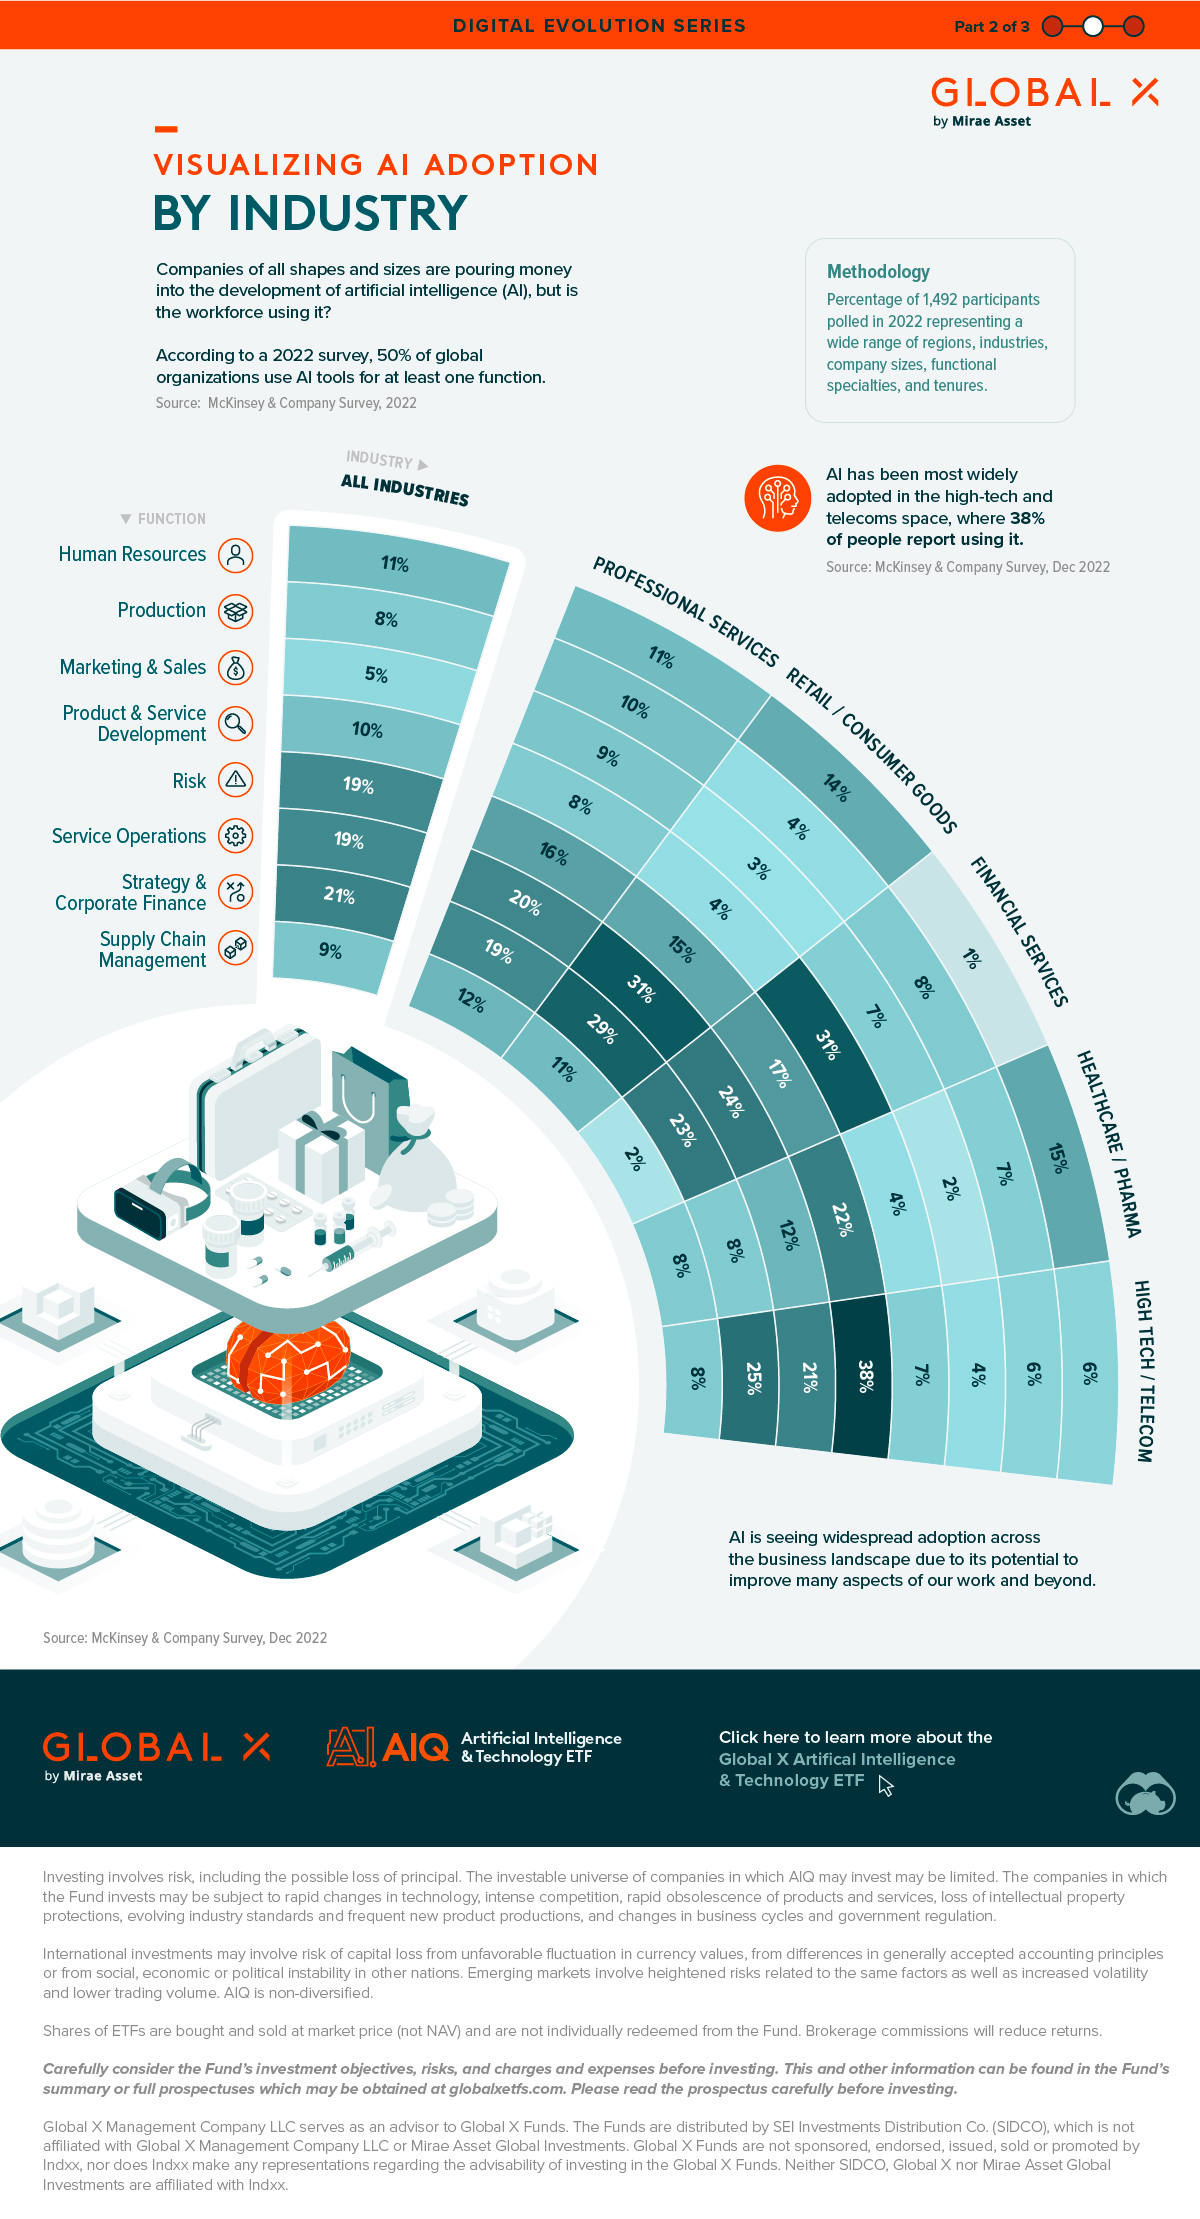 DIGITAL EVOLUTION SERIES
Part 2 of 3
GLOBAL X
by Mirae Asset
VISUALIZING AI ADOPTION
BY INDUSTRY
Companies of all shapes and sizes are pouring money
into the development of artificial intelligence (AI), but is
the workforce using it?
According to a 2022 survey, 50% of global
organizations use AI tools for at least one function.
Source: McKinsey & Company Survey, 2022
Methodology
Percentage of 1,492 participants
polled in 2022 representing a
wide range of regions, industries,
company sizes, functional
specialties, and tenures.
AI has been most widely
adopted in the high-tech and
telecoms space, where 38%
of people report using it.
Source: McKinsey & Company Survey, Dec 2022
INDUSTRY ▶
ALL INDUSTRIES
▼ FUNCTION
Human Resources
Production
Marketing & Sales
Product & Service
Development
Risk
Service Operations
Strategy &
Corporate Finance
Supply Chain
Management
11%
8%
5%
10%
19%
19%
21%
9%
PROFESSIONAL SERVICES
11%
10%
9%
8%
16%
20%
19%
12%
RETAIL / CONSUMER GOODS
14%
4%
3%
4%
15%
31%
29%
11%
FINANCIAL SERVICES
1%
8%
7%
31%
17%
24%
23%
2%
HEALTHCARE / PHARMA
15%
7%
2%
4%
22%
12%
8%
8%
HIGH TECH / TELECOM
6%
6%
4%
7%
38%
21%
25%
8%
AI is seeing widespread adoption across
the business landscape due to its potential to
improve many aspects of our work and beyond.
Source: McKinsey & Company Survey, Dec 2022
GLOBAL X
by Mirae Asset
AI AIQ
Artificial Intelligence
& Technology ETF
Click here to learn more about the
Global X Artifical Intelligence
& Technology ETF
Investing involves risk, including the possible loss of principal. The investable universe of companies in which AIQ may invest may be limited. The companies in which
the Fund invests may be subject to rapid changes in technology, intense competition, rapid obsolescence of products and services, loss of intellectual property
protections, evolving industry standards and frequent new product productions, and changes in business cycles and government regulation.
International investments may involve risk of capital loss from unfavorable fluctuation in currency values, from differences in generally accepted accounting principles
or from social, economic or political instability in other nations. Emerging markets involve heightened risks related to the same factors as well as increased volatility
and lower trading volume. AIQ is non-diversified.
Shares of ETFs are bought and sold at market price (not NAV) and are not individually redeemed from the Fund. Brokerage commissions will reduce returns.
Carefully consider the Fund's investment objectives, risks, and charges and expenses before investing. This and other information can be found in the Fund's
summary or full prospectuses which may be obtained at globalxetfs.com. Please read the prospectus carefully before investing.
Global X Management Company LLC serves as an advisor to Global X Funds. The Funds are distributed by SEI Investments Distribution Co. (SIDCO), which is not
affiliated with Global X Management Company LLC or Mirae Asset Global Investments. Global X Funds are not sponsored, endorsed, issued, sold or promoted by
Indxx, nor does Indxx make any representations regarding the advisability of investing in the Global X Funds. Neither SIDCO, Global X nor Mirae Asset Global
Investments are affiliated with Indxx.